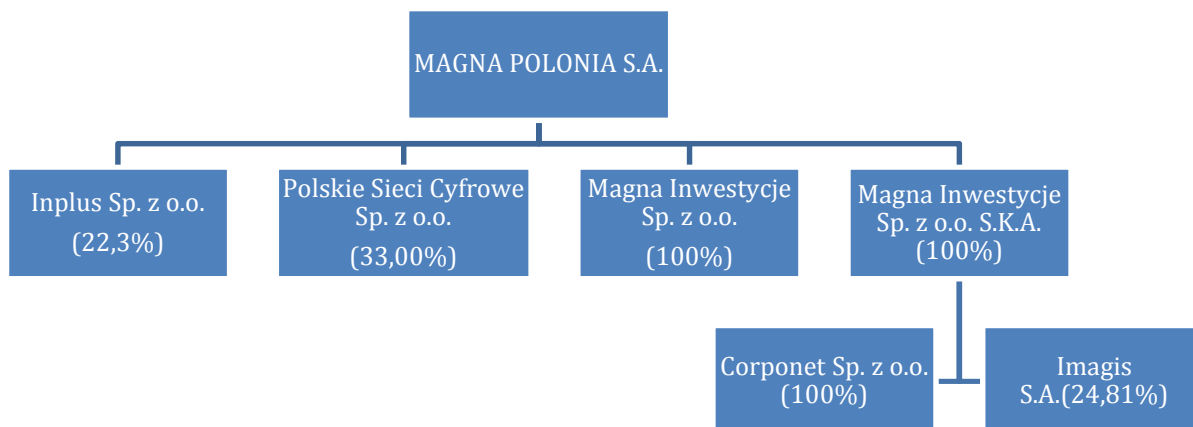 MAGNA POLONIA S.A.
Inplus Sp. z o.o.
(22,3%)
Polskie Sieci Cyfrowe
Sp. z o.o.
(33,00%)
Magna Inwestycje
Sp. z o.o.
(100%)
Magna Inwestycje
Sp. z o.o. S.K.A.
(100%)
Corponet Sp. z o.o.
(100%)
Imagis
S.A.(24,81%)